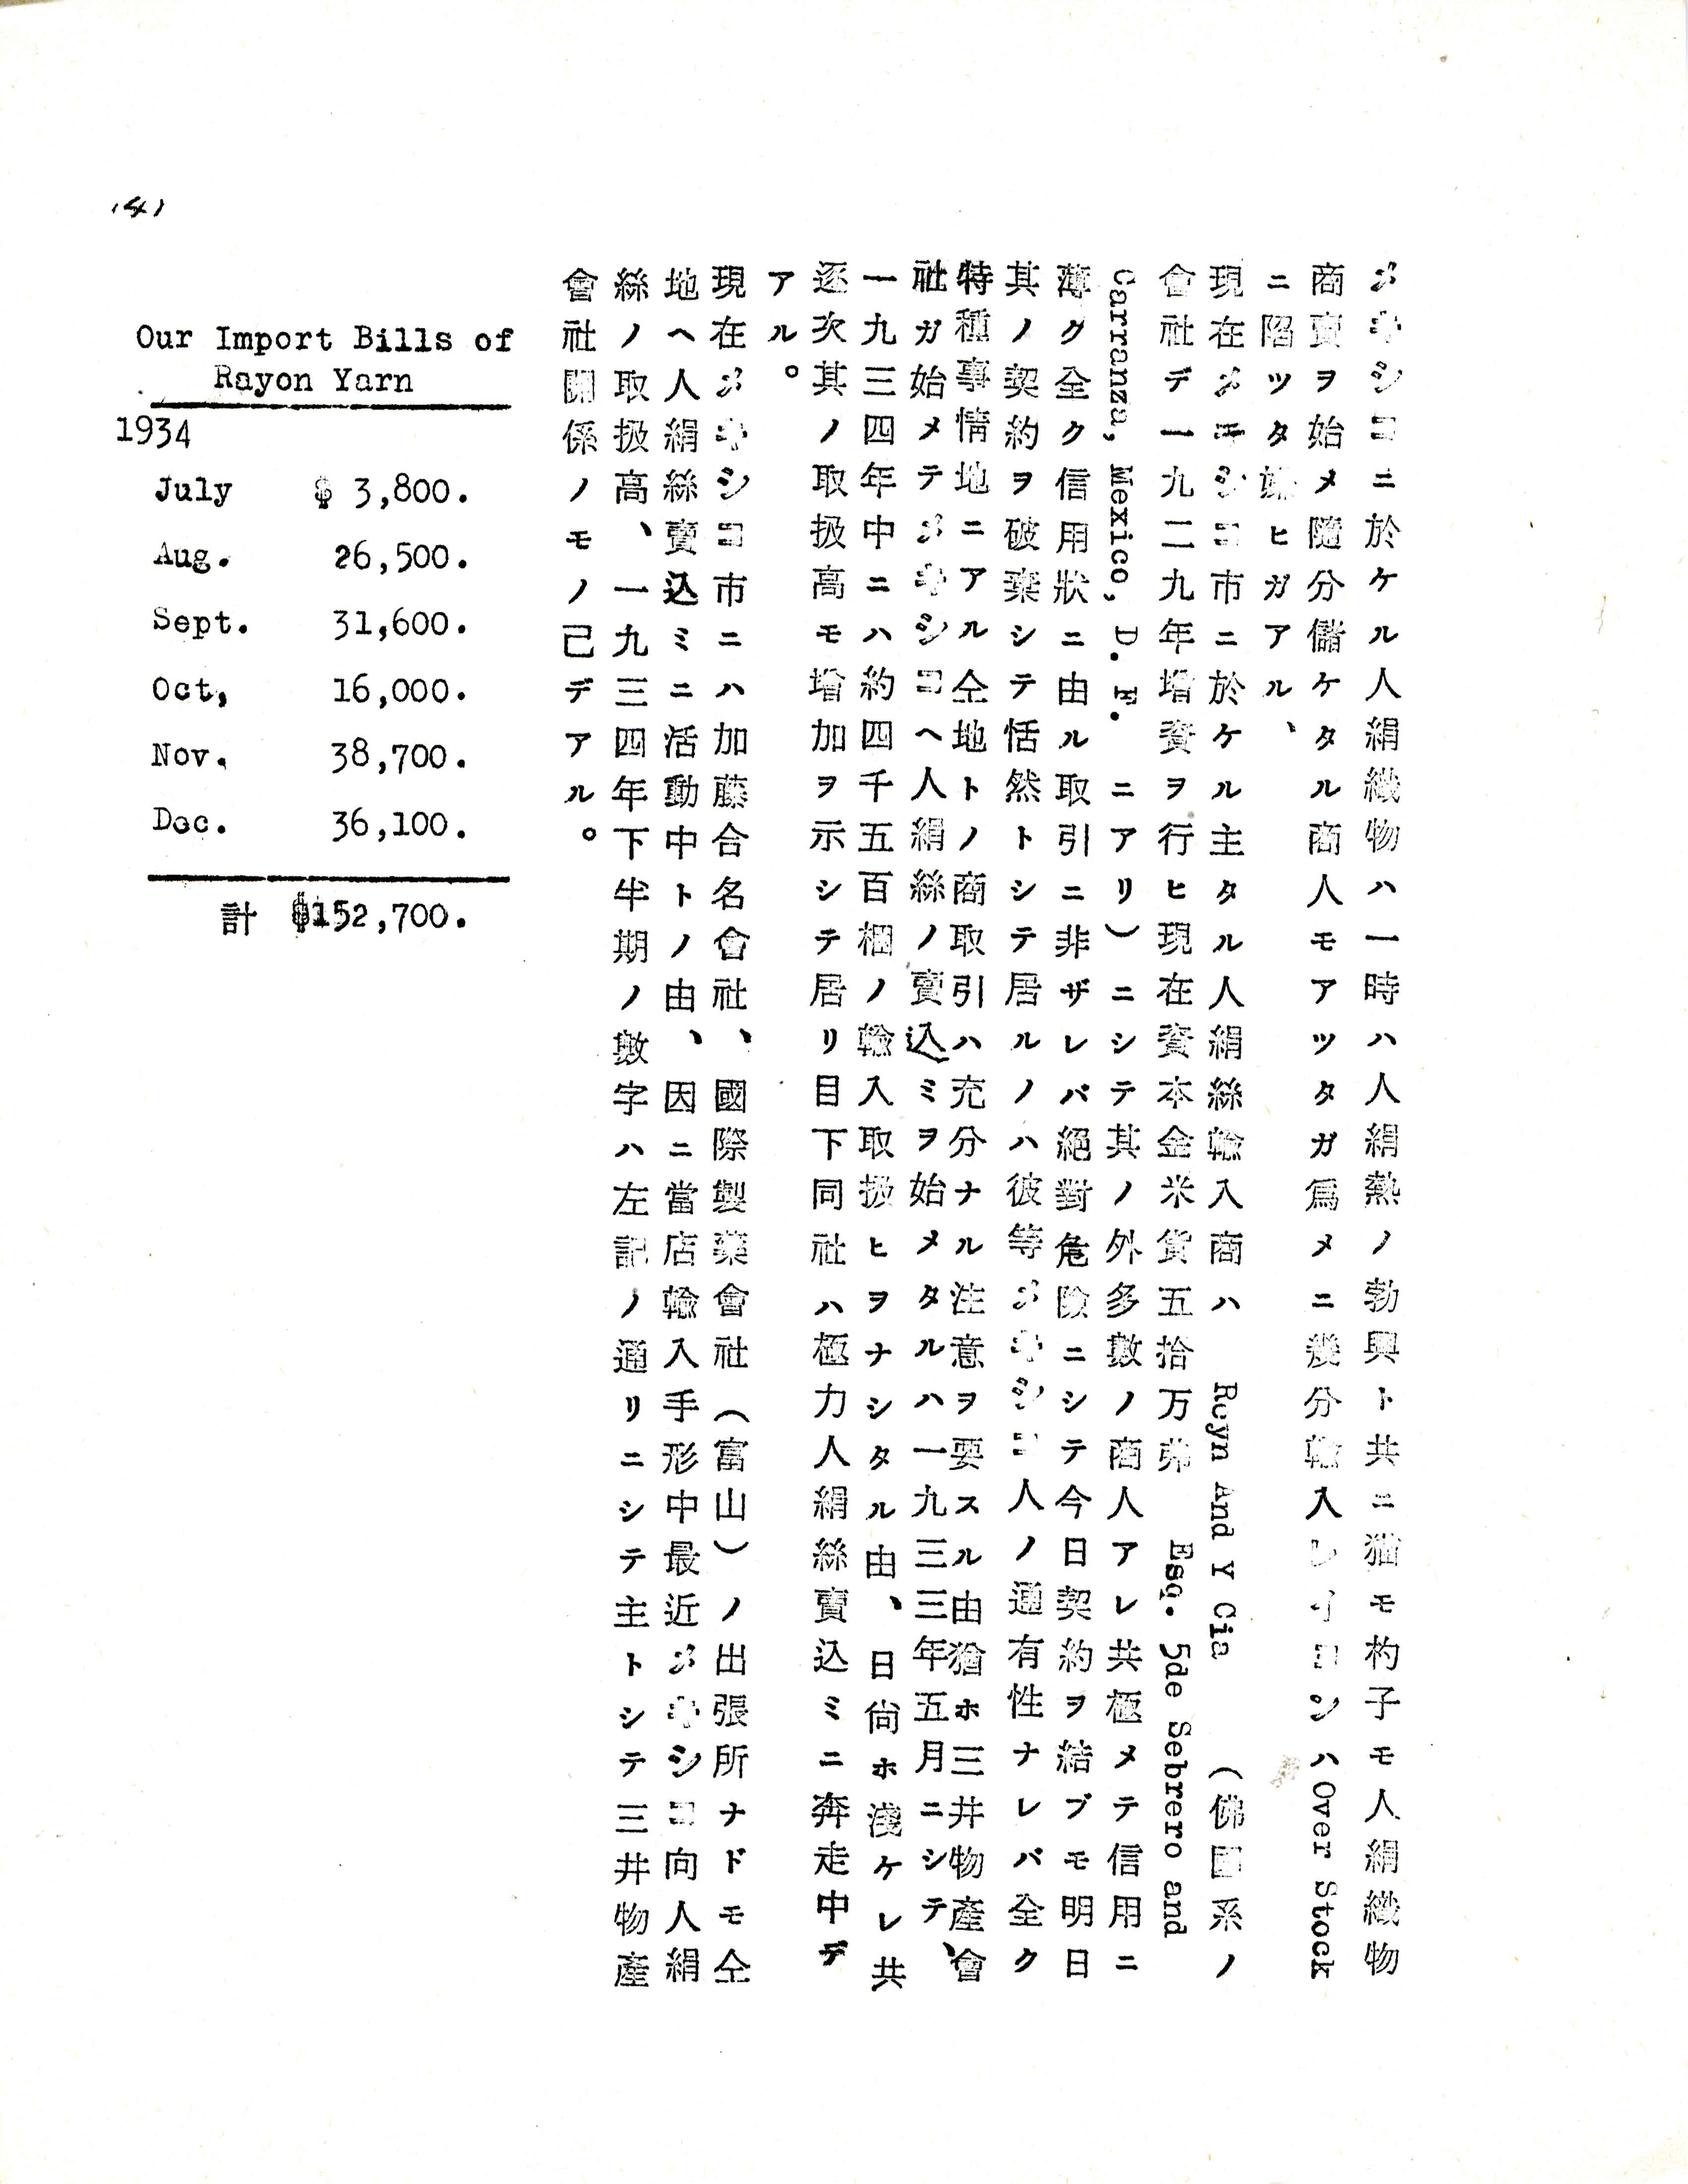 メキシコニ於ケル人絹織物ハ一時ハ人絹熱ノ勃興ト共ニ猫モ杓子モ人絹織物
商賣ヲ始メ隨分儲ケタル商人モアツタガ爲メニ幾分輸入レイヨンハOver Stock
ニ陷ツタ嫌ヒガアル、
現在メキシコ市ニ於ケル主タル人絹絲輸入商ハ Royn And Y Cia (佛國系ノ
會社デ一九二九年增資ヲ行ヒ現在資本金米貨五拾万弗 Esq. 5de Sebrero and
Carranza, Mexico, D. F. ニアリ)ニシテ其ノ外多數ノ商人アレ共極メテ信用ニ
薄ク全ク信用狀ニ由ル取引ニ非ザレバ絕對危險ニシテ今日契約ヲ結ブモ明日
其ノ契約ヲ破棄シテ恬然トシテ居ルノハ彼等メキシコ人ノ通有性ナレバ全ク
特種事情地ニアル仝地トノ商取引ハ充分ナル注意ヲ要スル由猶ホ三井物產會
社ガ始メテメキシコヘ人絹絲ノ賣込ミヲ始メタルハ一九三三年五月ニシテ、
一九三四年中ニハ約四千五百梱ノ輸入取扱ヒヲナシタル由、日尙ホ淺ケレ共
逐次其ノ取扱高モ增加ヲ示シテ居リ目下同社ハ極力人絹絲賣込ミニ奔走中デ
アル。
現在メキシコ市ニハ加藤合名會社、國際製藥會社(富山)ノ出張所ナドモ仝
地ヘ人絹絲賣込ミニ活動中トノ由、因ニ當店輸入手形中最近メキシコ向人絹
絲ノ取扱高、一九三四年下半期ノ數字ハ左記ノ通リニシテ主トシテ三井物產
會社關係ノモノ己デアル。
(4)
Our Import Bills of
Rayon Yarn
1934
July $ 3,800.
Aug. 26,500.
Sept. 31,600.
Oct, 16,000.
Nov. 38,700.
Dec. 36,100.
計 $152,700.